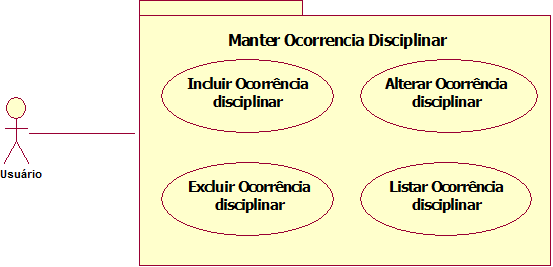 Manter Ocorrencia Disciplinar
Incluir Ocorrência
disciplinar
Alterar Ocorrência
disciplinar
Usuário
Excluir Ocorrência
disciplinar
Listar Ocorrência
disciplinar